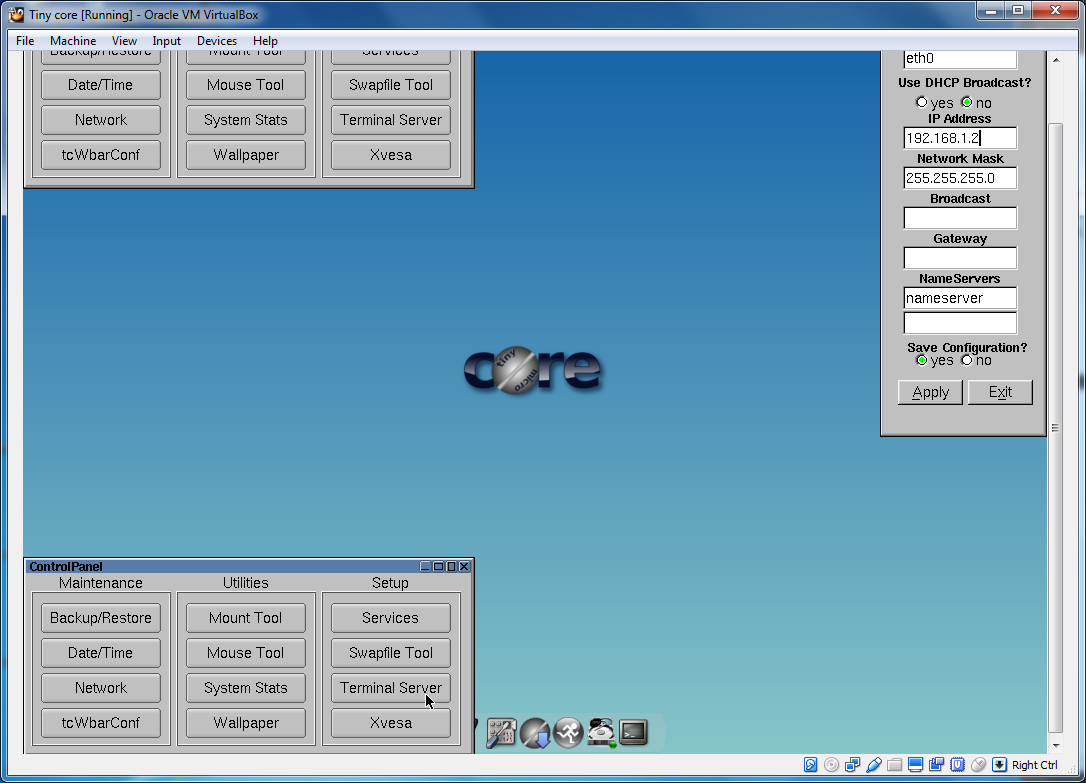 Tiny core [Running] - Oracle VM VirtualBox
File Machine View Input Devices Help
Backup/Restore Mount Tool Services
Date/Time Mouse Tool Swapfile Tool
Network System Stats Terminal Server
tcWbarConf Wallpaper Xvesa
eth0
Use DHCP Broadcast?
yes no
IP Address
192.168.1.2
Network Mask
255.255.255.0
Broadcast
Gateway
NameServers
nameserver
Save Configuration?
yes no
Apply Exit
core
tiny
micro
ControlPanel
Maintenance Utilities Setup
Backup/Restore Mount Tool Services
Date/Time Mouse Tool Swapfile Tool
Network System Stats Terminal Server
tcWbarConf Wallpaper Xvesa
Right Ctrl